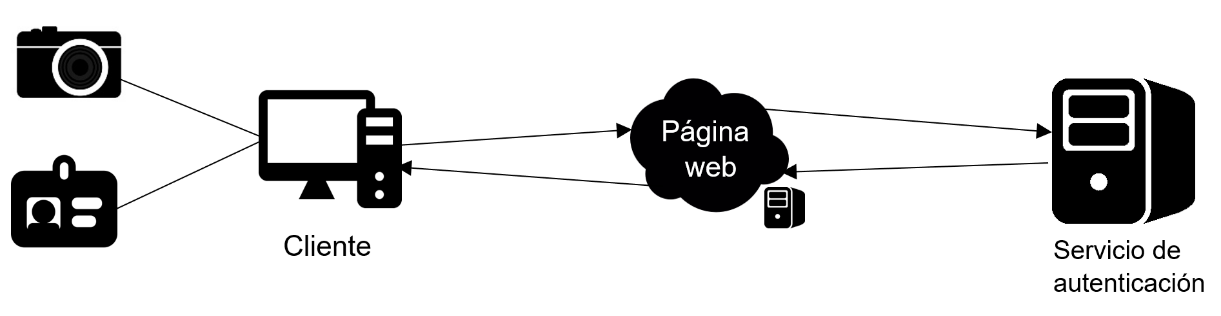 Página
web
Cliente
Servicio de
autenticación